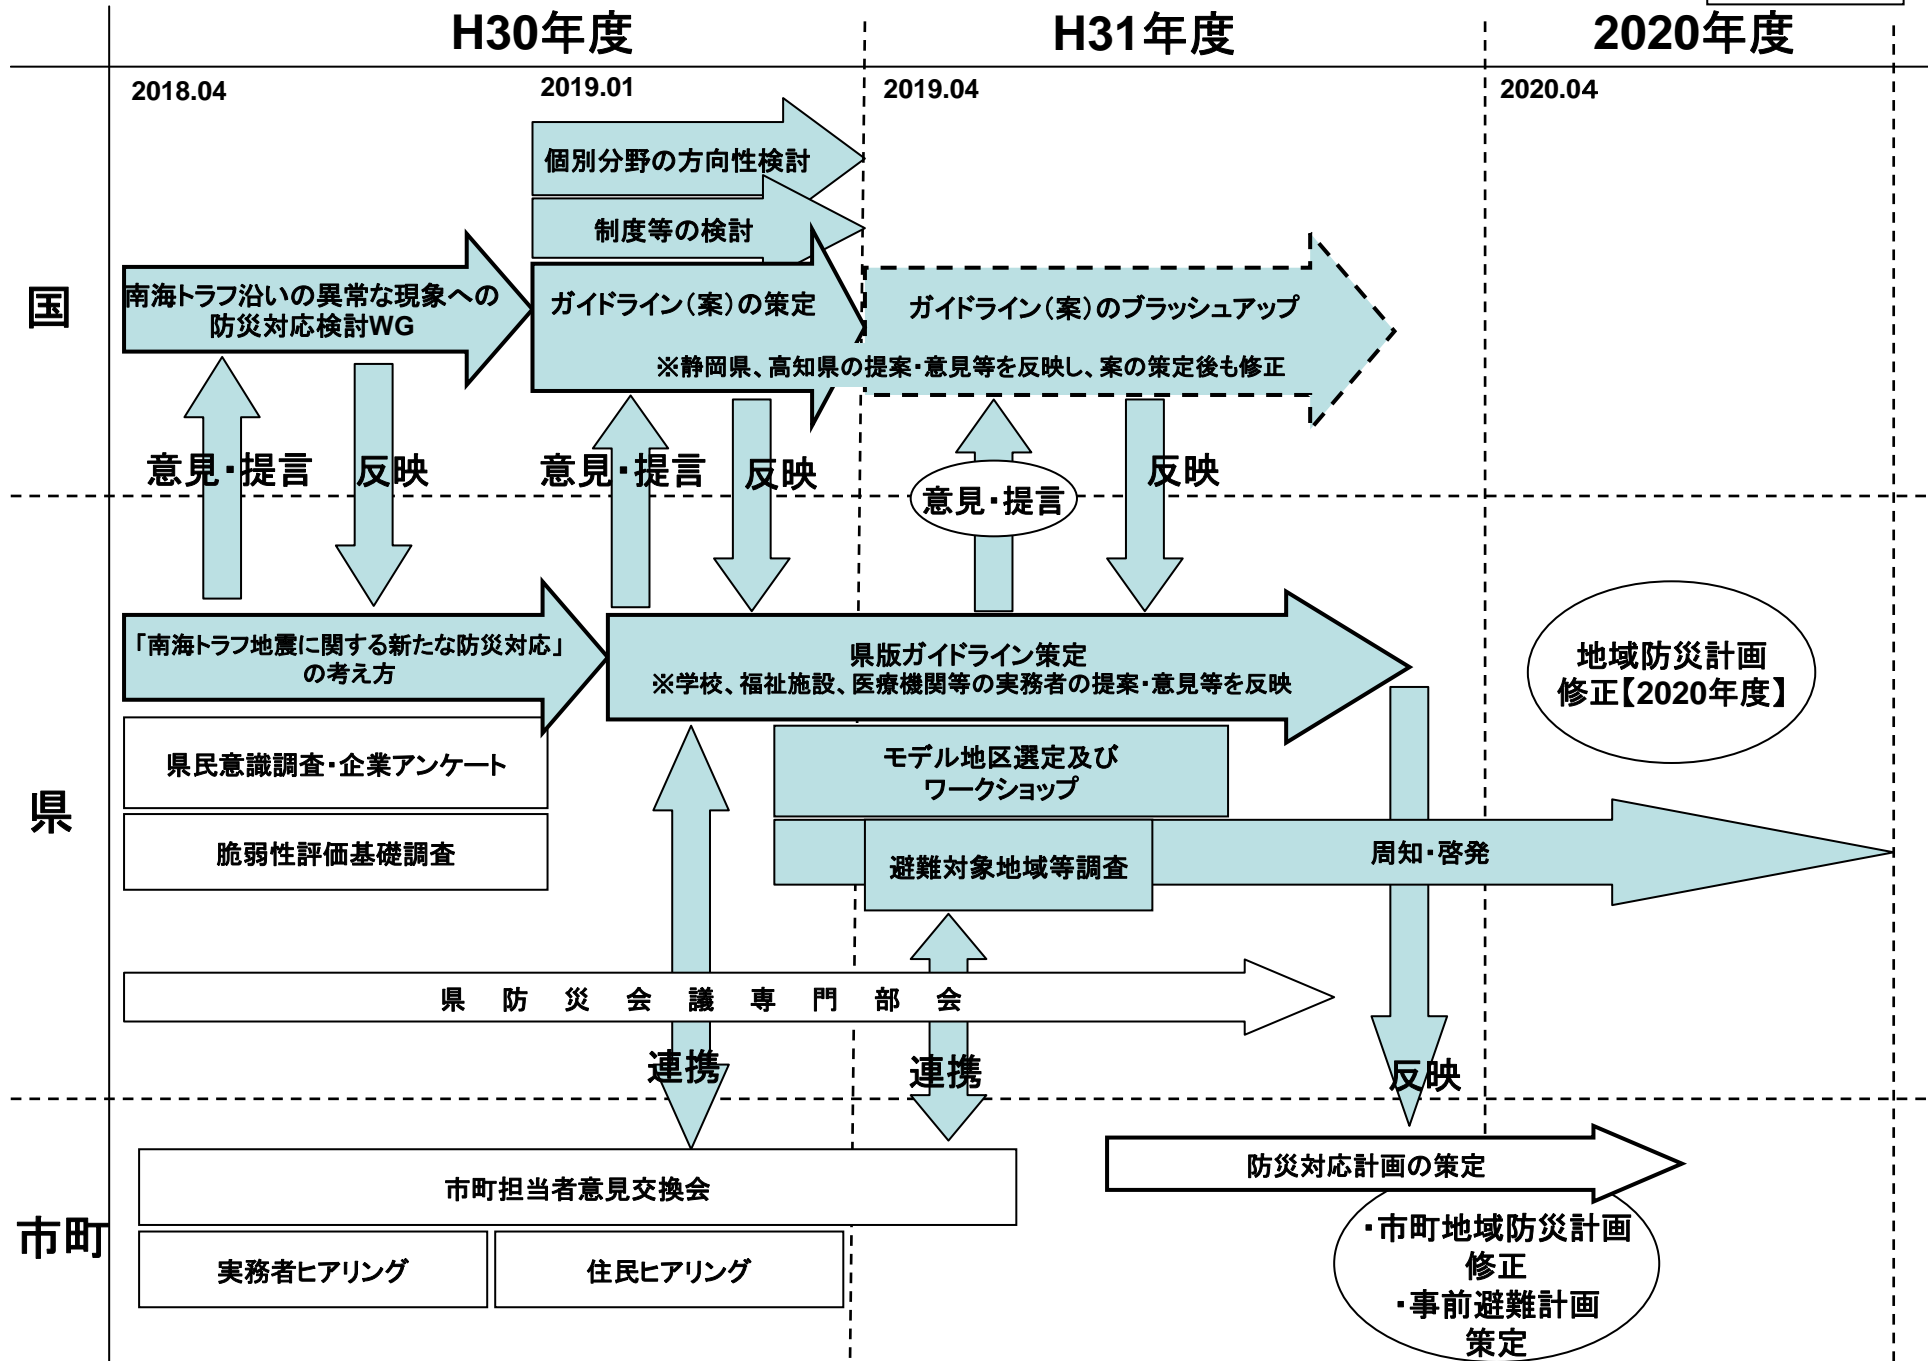 H30年度
H31年度
2020年度
2018.04
2019.01
2019.04
2020.04
国
個別分野の方向性検討
制度等の検討
南海トラフ沿いの異常な現象への
防災対応検討WG
ガイドライン(案)の策定
ガイドライン(案)のブラッシュアップ
※静岡県、高知県の提案・意見等を反映し、案の策定後も修正
意見・提言
反映
意見・提言
反映
意見・提言
反映
県
「南海トラフ地震に関する新たな防災対応」
の考え方
県版ガイドライン策定
※学校、福祉施設、医療機関等の実務者の提案・意見等を反映
地域防災計画
修正【2020年度】
県民意識調査・企業アンケート
モデル地区選定及び
ワークショップ
脆弱性評価基礎調査
避難対象地域等調査
周知・啓発
県防災会議専門部会
連携
連携
反映
市町
市町担当者意見交換会
防災対応計画の策定
実務者ヒアリング
住民ヒアリング
・市町地域防災計画
修正
・事前避難計画
策定